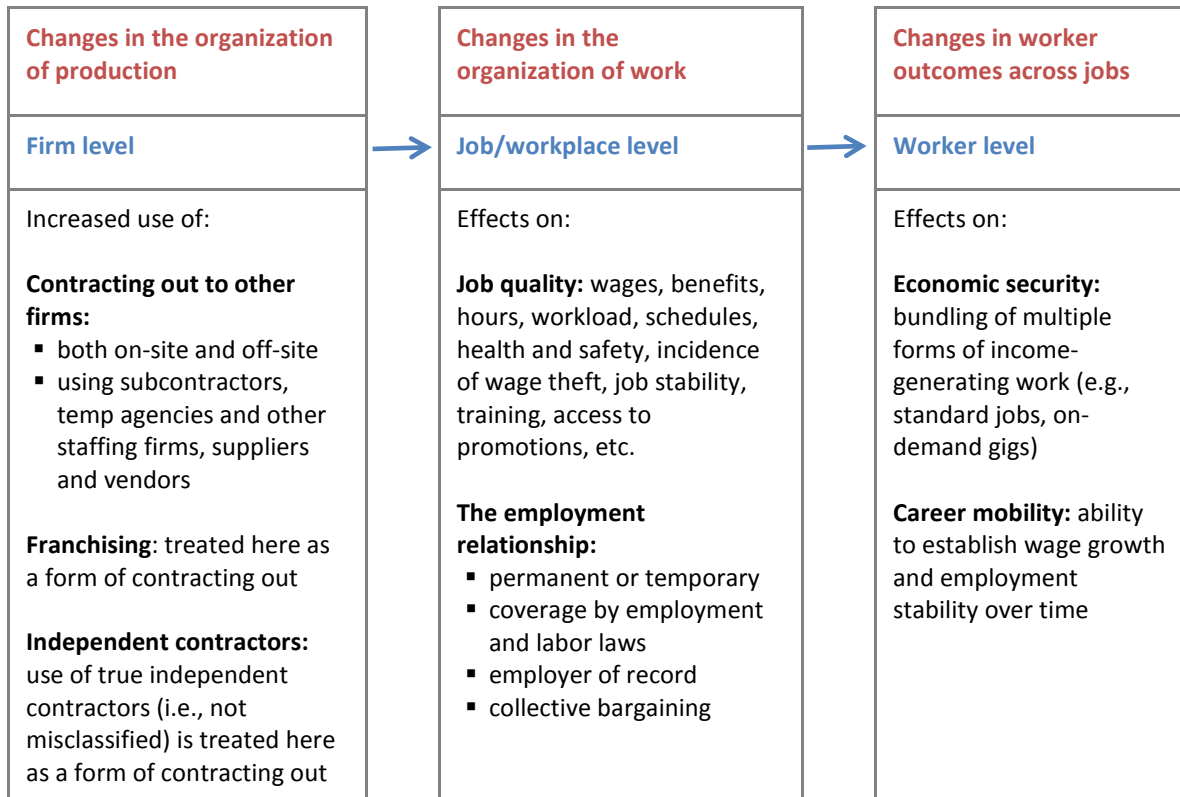 Changes in the organization
of production
Firm level
Increased use of:
Contracting out to other
firms:
▪ both on-site and off-site
▪ using subcontractors,
temp agencies and other
staffing firms, suppliers
and vendors
Franchising: treated here as
a form of contracting out
Independent contractors:
use of true independent
contractors (i.e., not
misclassified) is treated here
as a form of contracting out
Changes in the
organization of work
Job/workplace level
Effects on:
Job quality: wages, benefits,
hours, workload, schedules,
health and safety, incidence
of wage theft, job stability,
training, access to
promotions, etc.
The employment
relationship:
▪ permanent or temporary
▪ coverage by employment
and labor laws
▪ employer of record
▪ collective bargaining
Changes in worker
outcomes across jobs
Worker level
Effects on:
Economic security:
bundling of multiple
forms of income-
generating work (e.g.,
standard jobs, on-
demand gigs)
Career mobility: ability
to establish wage growth
and employment
stability over time